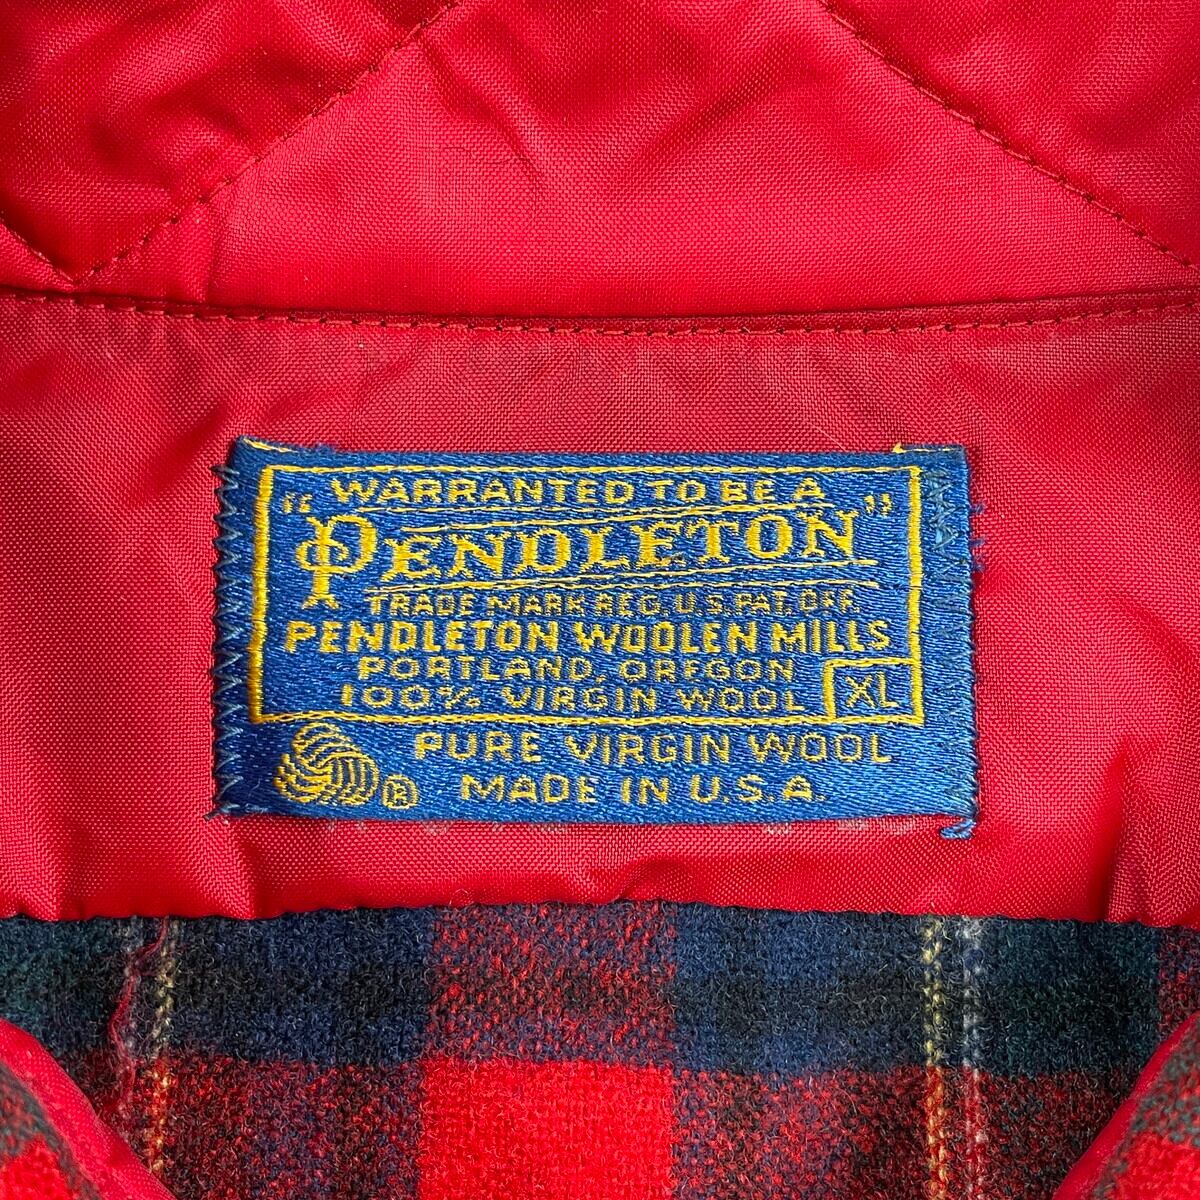 "WARRANTED TO BE A
PENDLETON"
TRADE MARK REG. U.S. PAT. OFF.
PENDLETON WOOLEN MILLS
PORTLAND, OREGON
100% VIRGIN WOOL XL
PURE VIRGIN WOOL
® MADE IN U.S.A.